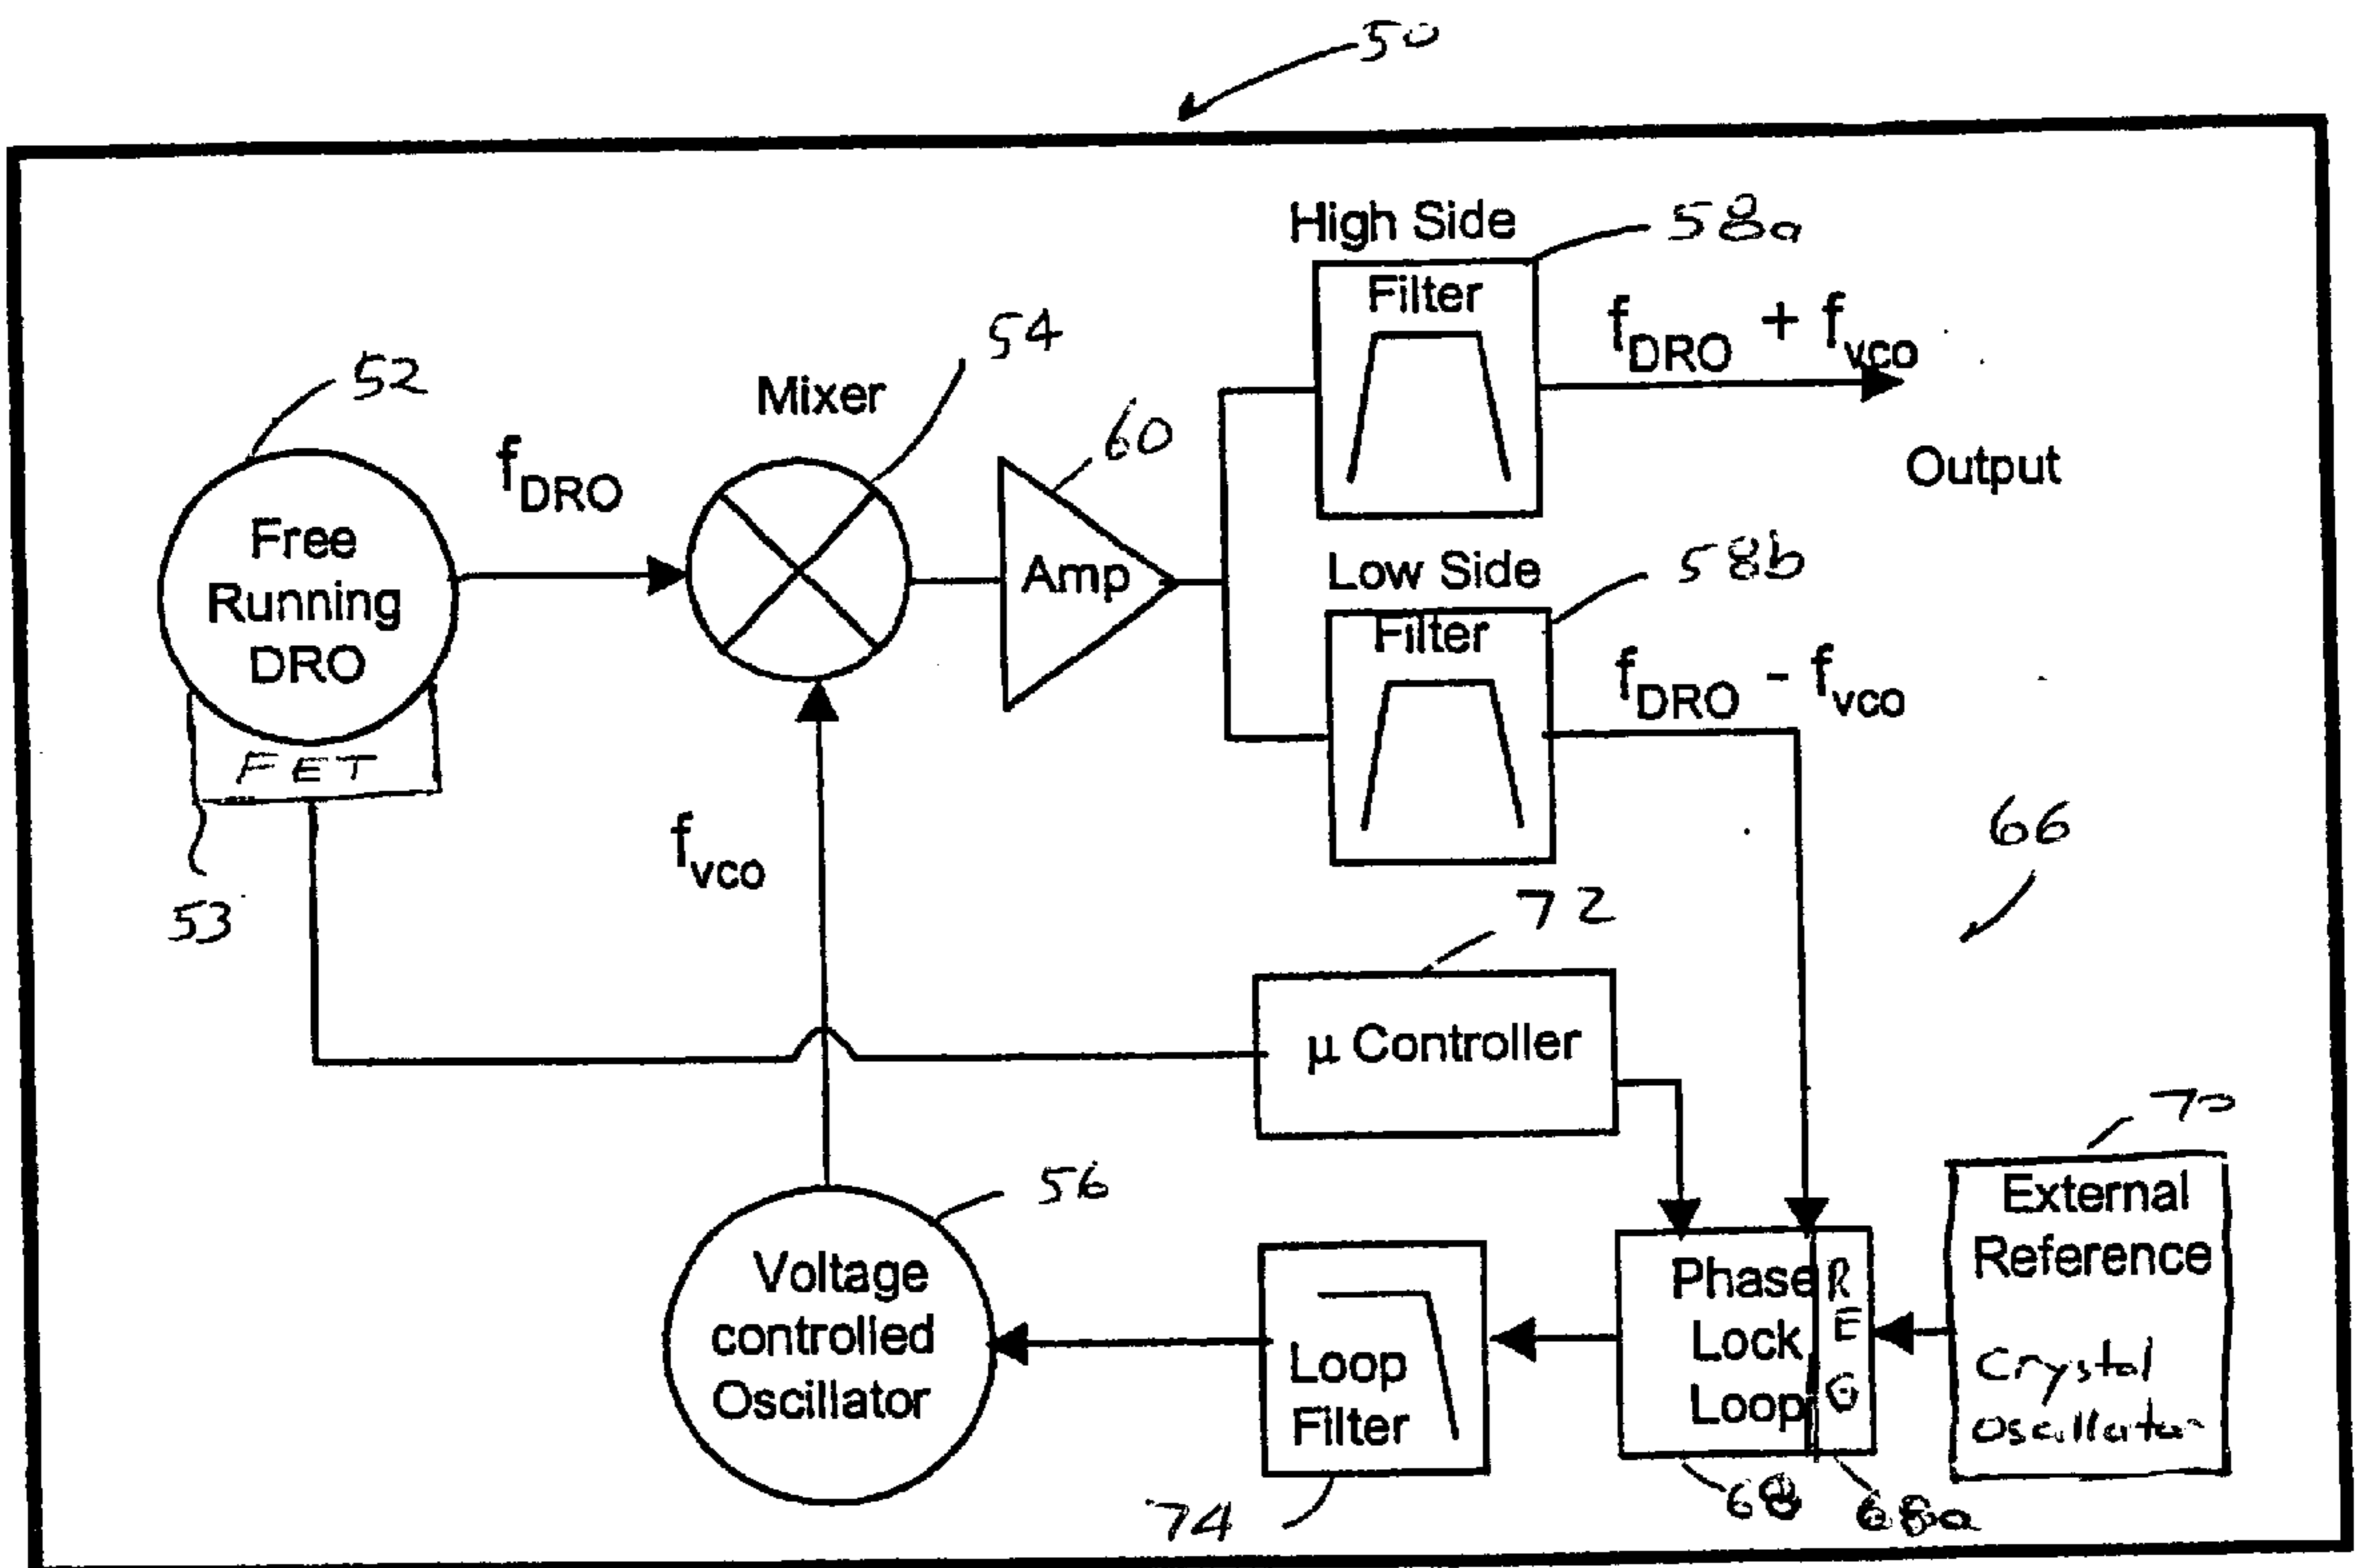 50
High Side
58a
Filter
fDRO + fvco
Output
52
fDRO
Mixer
54
60
Free
Running
DRO
Amp
Low Side
58b
Filter
fDRO - fvco
FET
53
fvco
66
72
μ Controller
70
56
Voltage
controlled
Oscillator
Loop
Filter
74
Phase
Lock
Loop
REG
68
68a
External
Reference
Crystal
Oscillator